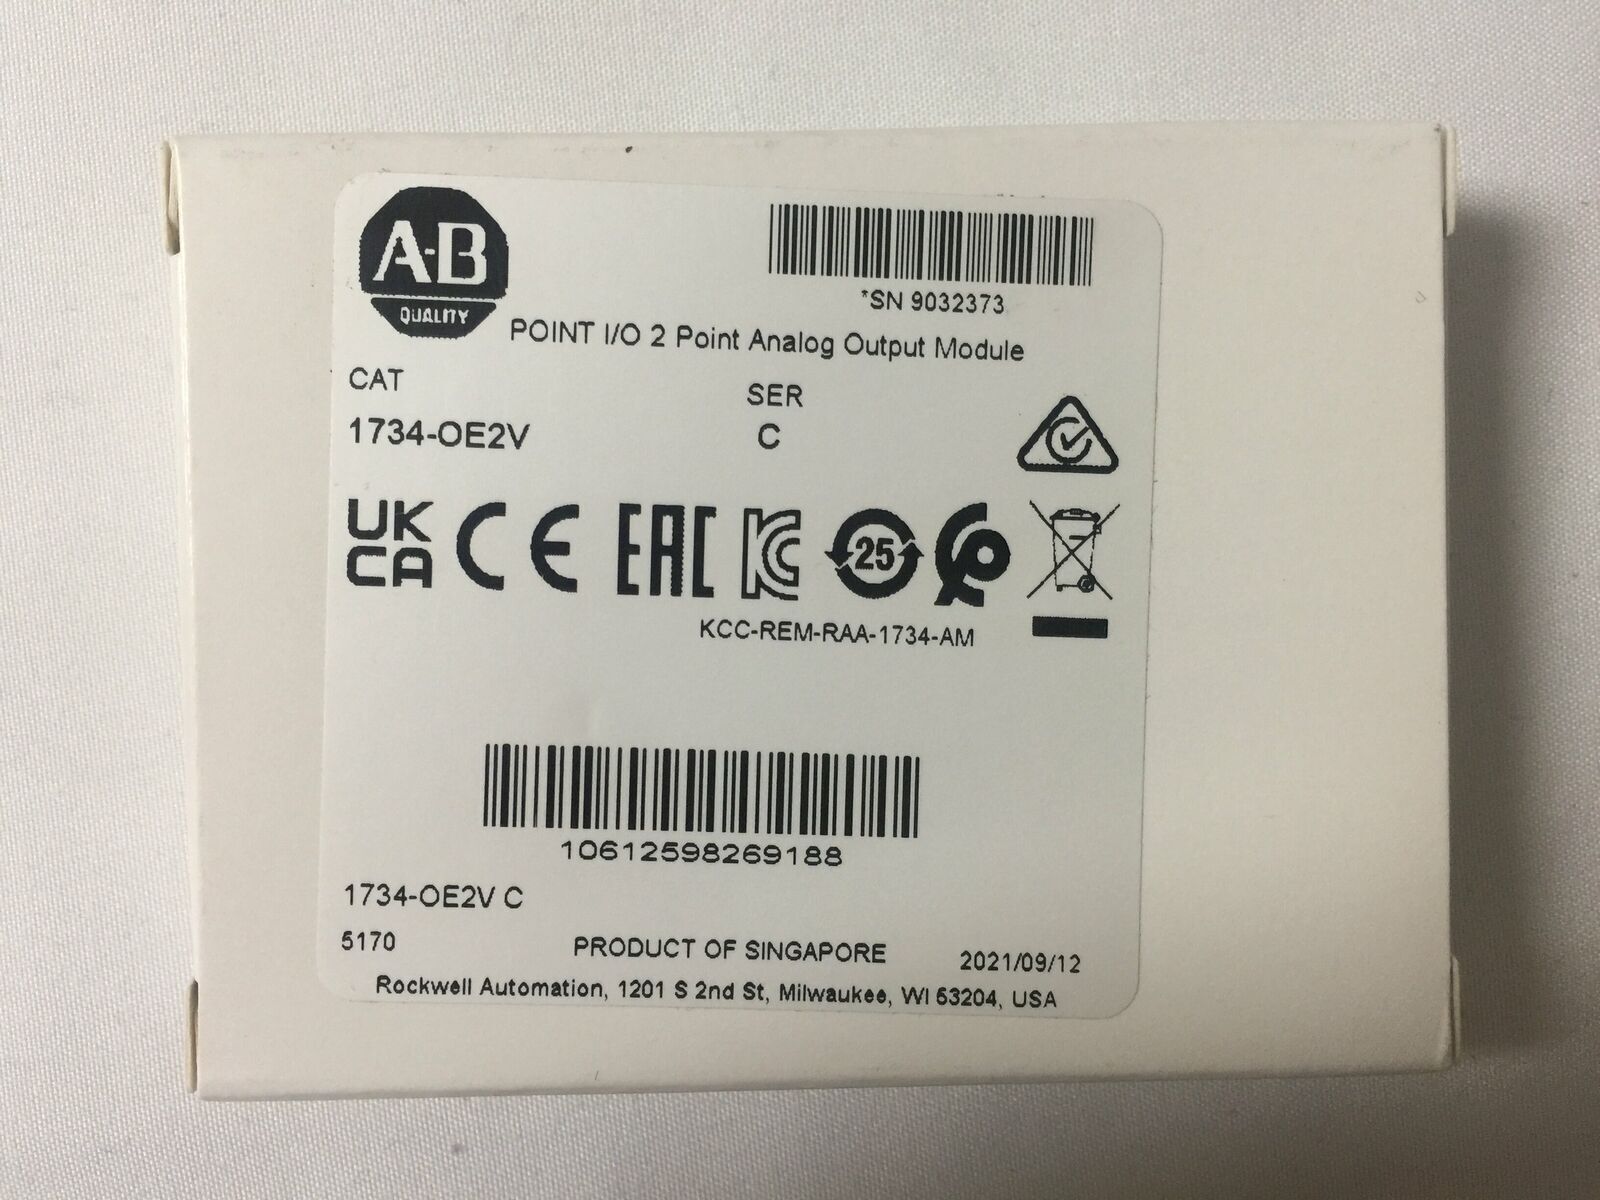 A-B
QUALITY
*SN 9032373
POINT I/O 2 Point Analog Output Module
CAT
SER
1734-OE2V
C
UK
CA
CE
EAC
KC
25
KCC-REM-RAA-1734-AM
10612598269188
1734-OE2V C
5170
PRODUCT OF SINGAPORE
2021/09/12
Rockwell Automation, 1201 S 2nd St, Milwaukee, WI 53204, USA